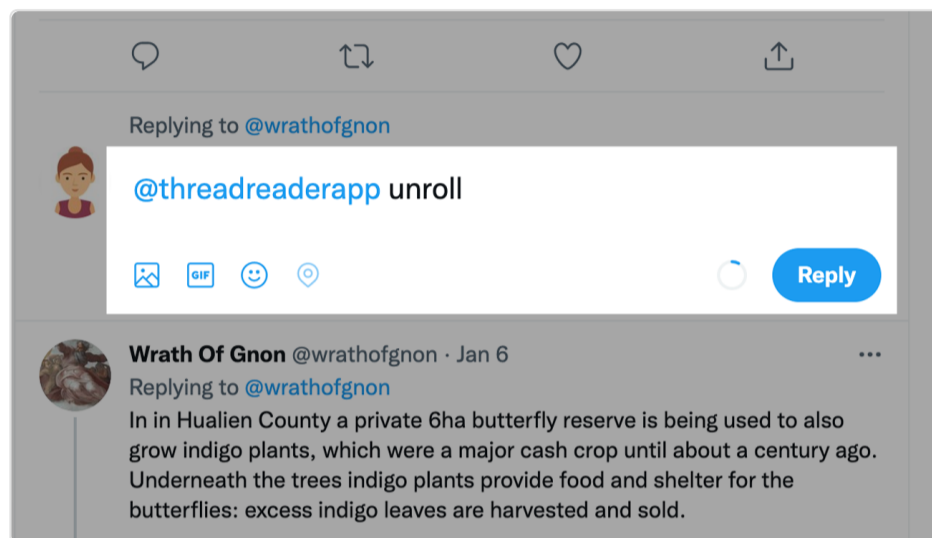 Replying to @wrathofgnon
@threadreaderapp unroll
GIF
Reply
Wrath Of Gnon @wrathofgnon · Jan 6
Replying to @wrathofgnon
In in Hualien County a private 6ha butterfly reserve is being used to also
grow indigo plants, which were a major cash crop until about a century ago.
Underneath the trees indigo plants provide food and shelter for the
butterflies: excess indigo leaves are harvested and sold.